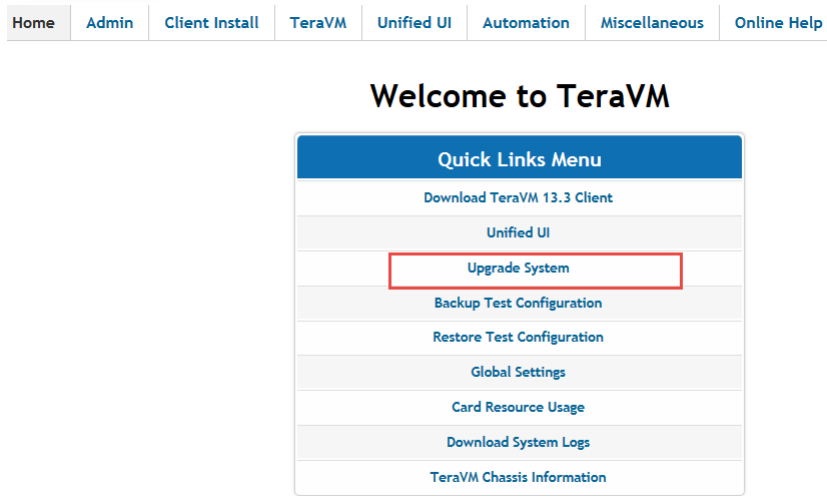 Home Admin Client Install TeraVM Unified UI Automation Miscellaneous Online Help
Welcome to TeraVM
Quick Links Menu
Download TeraVM 13.3 Client
Unified UI
Upgrade System
Backup Test Configuration
Restore Test Configuration
Global Settings
Card Resource Usage
Download System Logs
TeraVM Chassis Information